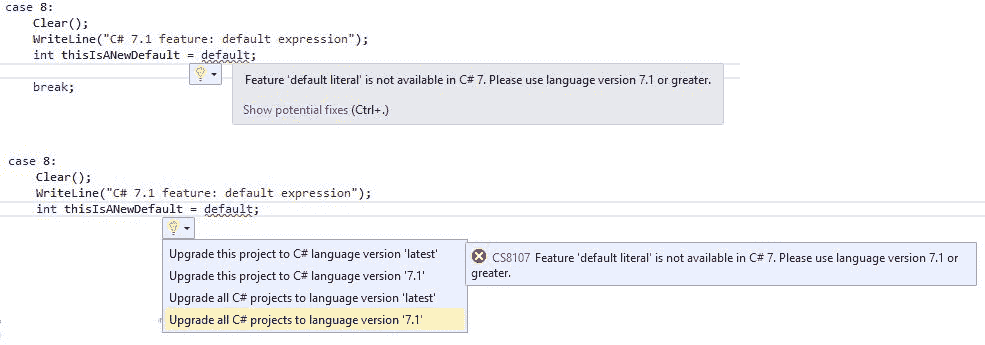 case 8:
Clear();
WriteLine("C# 7.1 feature: default expression");
int thisIsANewDefault = default;
Feature 'default literal' is not available in C# 7. Please use language version 7.1 or greater.
break;
Show potential fixes (Ctrl+.)
case 8:
Clear();
WriteLine("C# 7.1 feature: default expression");
int thisIsANewDefault = default;
Upgrade this project to C# language version 'latest'
Upgrade this project to C# language version '7.1'
Upgrade all C# projects to language version 'latest'
Upgrade all C# projects to language version '7.1'
CS8107 Feature 'default literal' is not available in C# 7. Please use language version 7.1 or
greater.